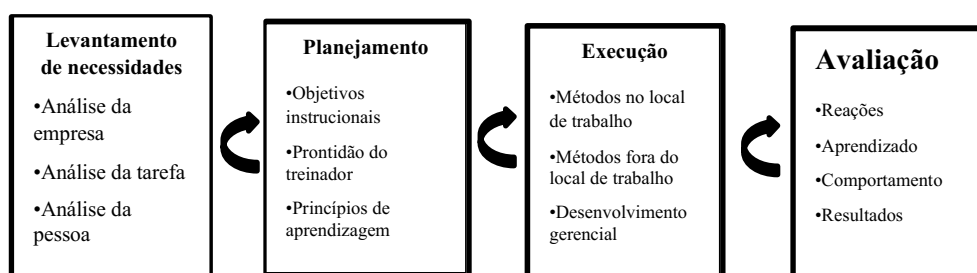 Levantamento
de necessidades
•Análise da
empresa
•Análise da tarefa
•Análise da
pessoa
Planejamento
•Objetivos
instrucionais
•Prontidão do
treinador
•Princípios de
aprendizagem
Execução
•Métodos no local
de trabalho
•Métodos fora do
local de trabalho
•Desenvolvimento
gerencial
Avaliação
•Reações
•Aprendizado
•Comportamento
•Resultados